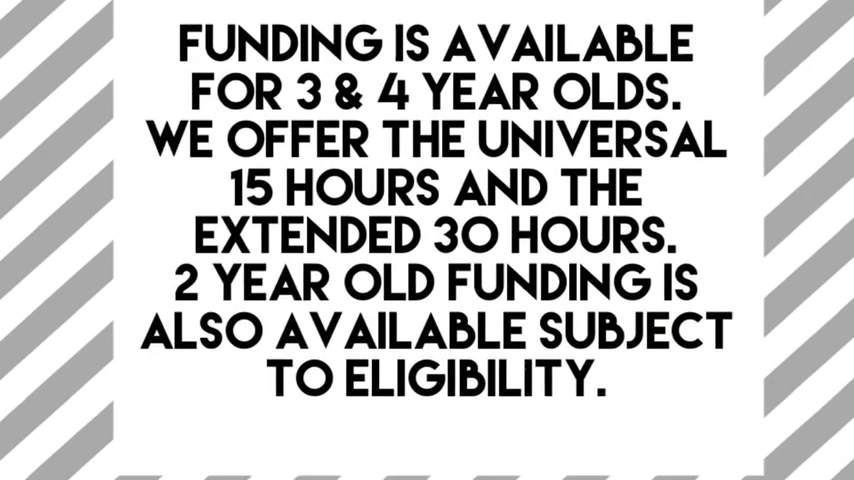 FUNDING IS AVAILABLE
FOR 3 & 4 YEAR OLDS.
WE OFFER THE UNIVERSAL
15 HOURS AND THE
EXTENDED 30 HOURS.
2 YEAR OLD FUNDING IS
ALSO AVAILABLE SUBJECT
TO ELIGIBILITY.